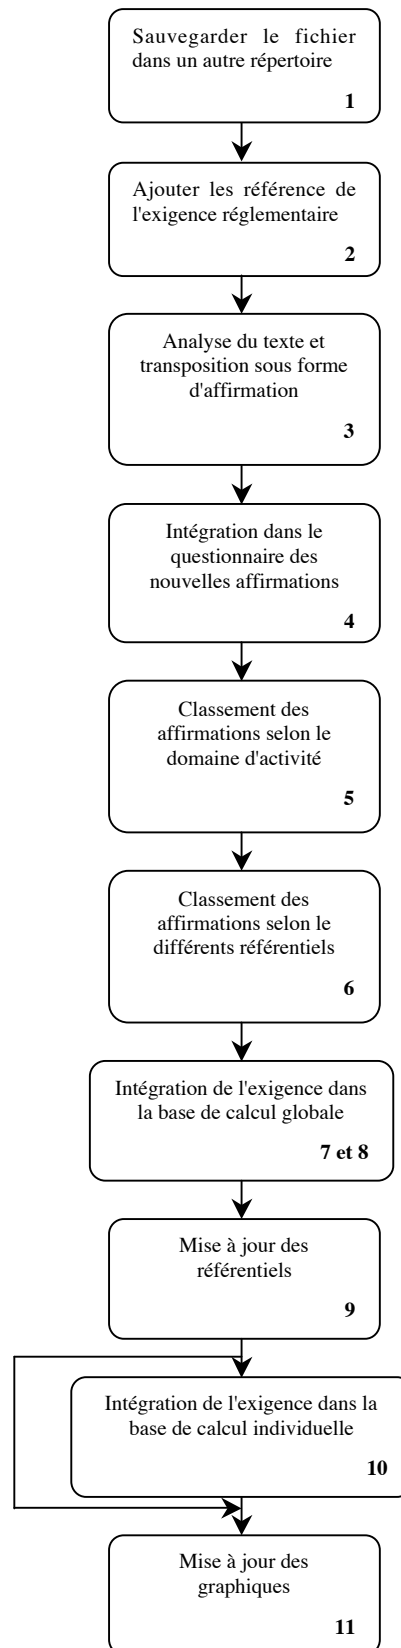 Sauvegarder le fichier
dans un autre répertoire
1
Ajouter les référence de
l'exigence réglementaire
2
Analyse du texte et
transposition sous forme
d'affirmation
3
Intégration dans le
questionnaire des
nouvelles affirmations
4
Classement des
affirmations selon le
domaine d'activité
5
Classement des
affirmations selon le
différents référentiels
6
Intégration de l'exigence dans
la base de calcul globale
7 et 8
Mise à jour des
référentiels
9
Intégration de l'exigence dans la
base de calcul individuelle
10
Mise à jour des
graphiques
11